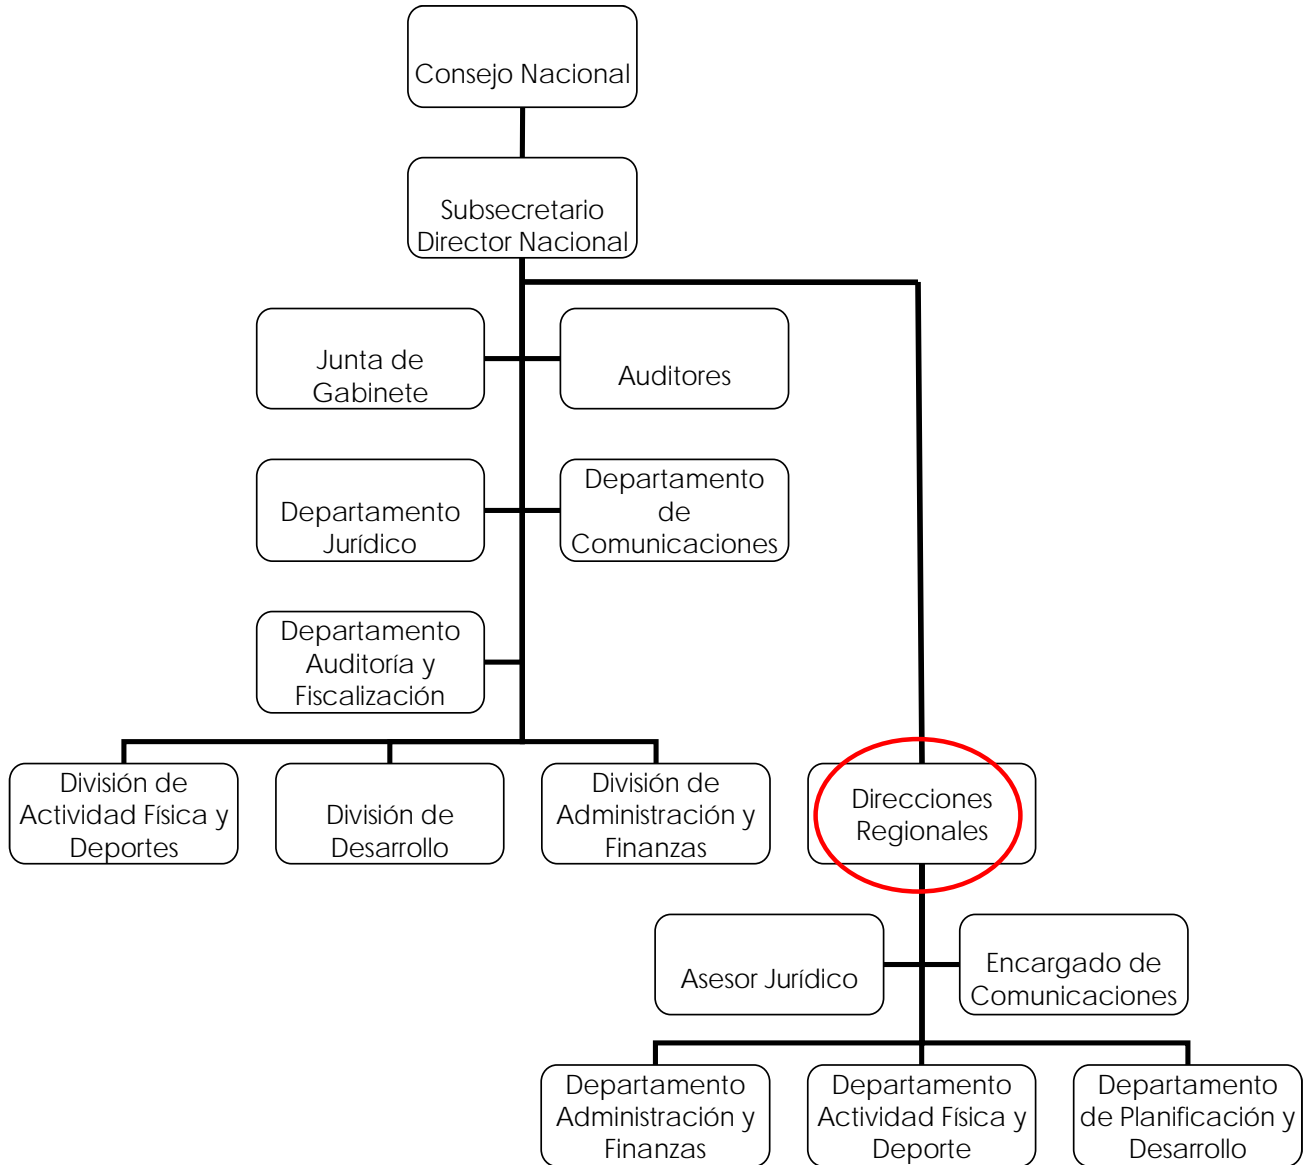 Consejo Nacional
Subsecretario
Director Nacional
Junta de
Gabinete
Auditores
Departamento
Jurídico
Departamento
de
Comunicaciones
Departamento
Auditoría y
Fiscalización
División de
Actividad Física y
Deportes
División de
Desarrollo
División de
Administración y
Finanzas
Direcciones
Regionales
Asesor Jurídico
Encargado de
Comunicaciones
Departamento
Administración y
Finanzas
Departamento
Actividad Física y
Deporte
Departamento
de Planificación y
Desarrollo